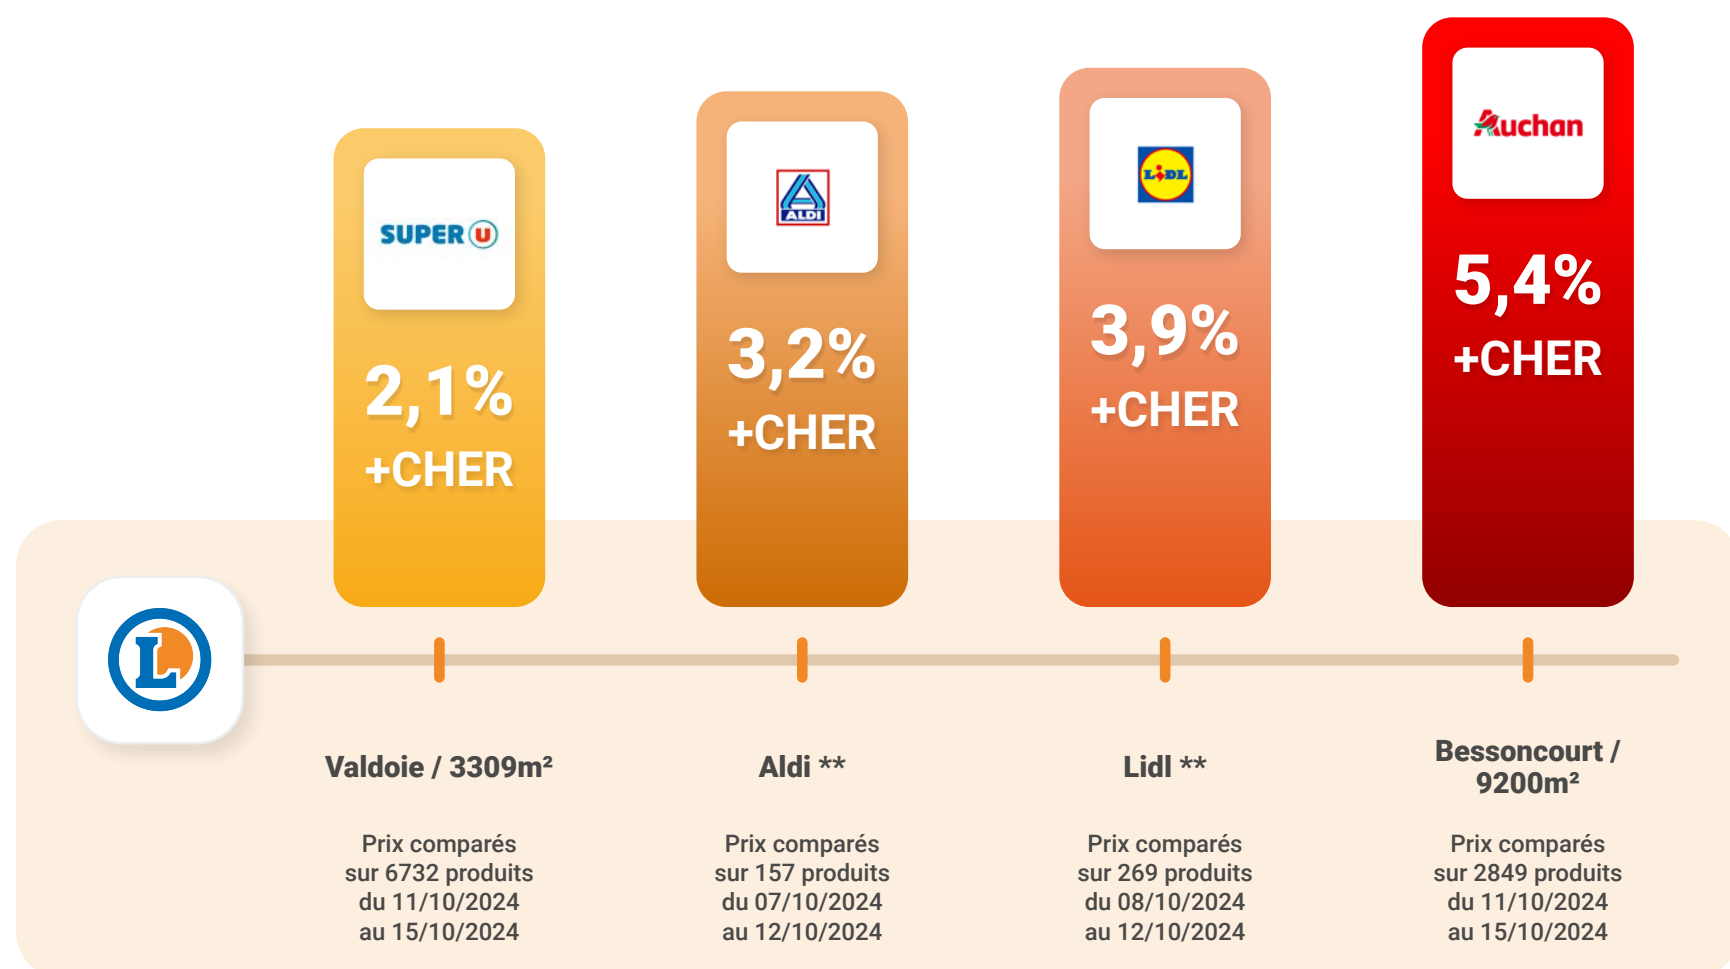 SUPER U
2,1%
+CHER
ALDI
3,2%
+CHER
LIDL
3,9%
+CHER
Auchan
5,4%
+CHER
L
Valdoie / 3309m²
Prix comparés
sur 6732 produits
du 11/10/2024
au 15/10/2024
Aldi **
Prix comparés
sur 157 produits
du 07/10/2024
au 12/10/2024
Lidl **
Prix comparés
sur 269 produits
du 08/10/2024
au 12/10/2024
Bessoncourt /
9200m²
Prix comparés
sur 2849 produits
du 11/10/2024
au 15/10/2024